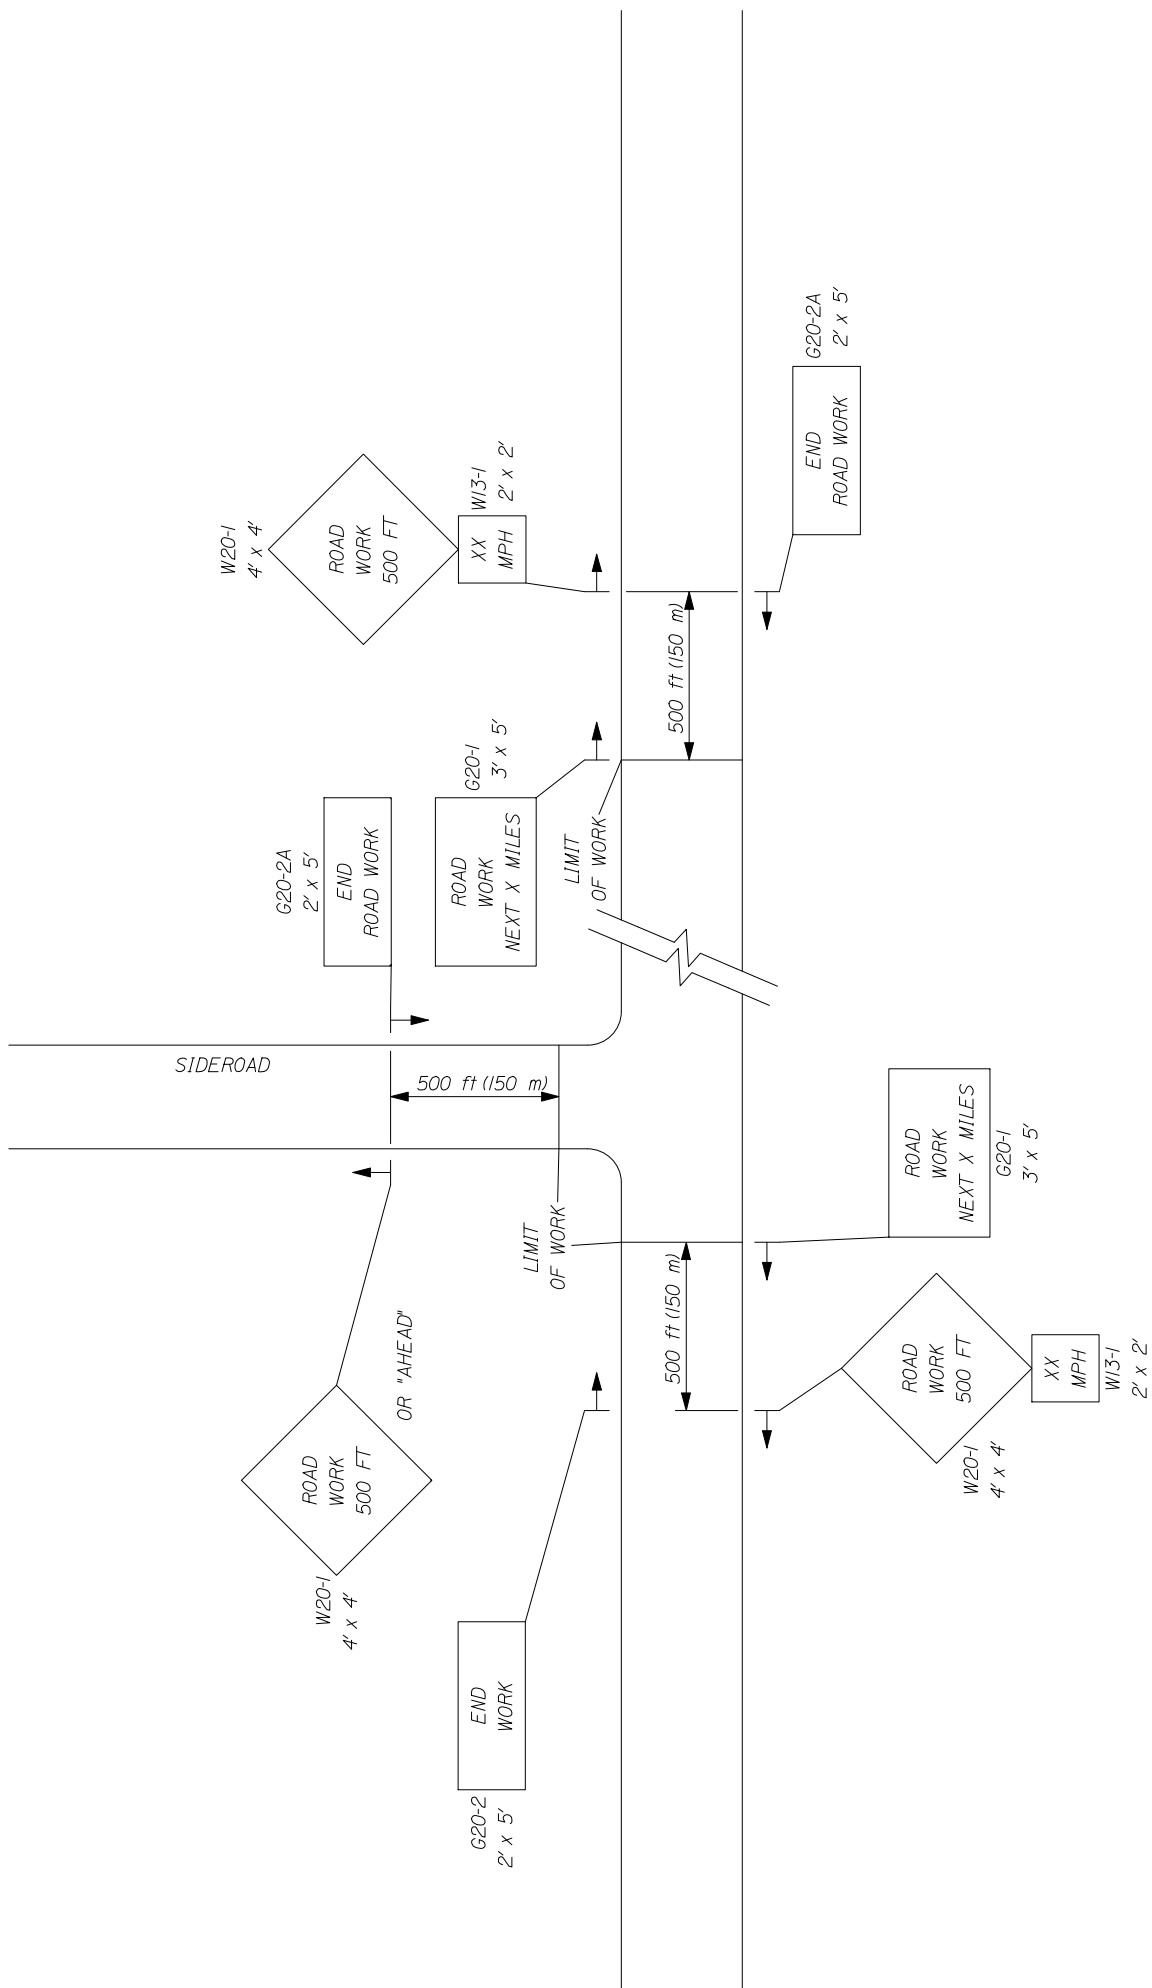 W20-1
4' x 4'
ROAD
WORK
500 FT
XX
MPH
W13-1
2' x 2'
G20-2A
2' x 5'
END
ROAD WORK
500 ft (150 m)
G20-1
3' x 5'
ROAD
WORK
NEXT X MILES
LIMIT
OF WORK
G20-2A
2' x 5'
END
ROAD WORK
SIDEROAD
500 ft (150 m)
ROAD
WORK
NEXT X MILES
G20-1
3' x 5'
LIMIT
OF WORK
500 ft (150 m)
OR "AHEAD"
ROAD
WORK
500 FT
W20-1
4' x 4'
ROAD
WORK
500 FT
W20-1
4' x 4'
XX
MPH
W13-1
2' x 2'
END
WORK
G20-2
2' x 5'